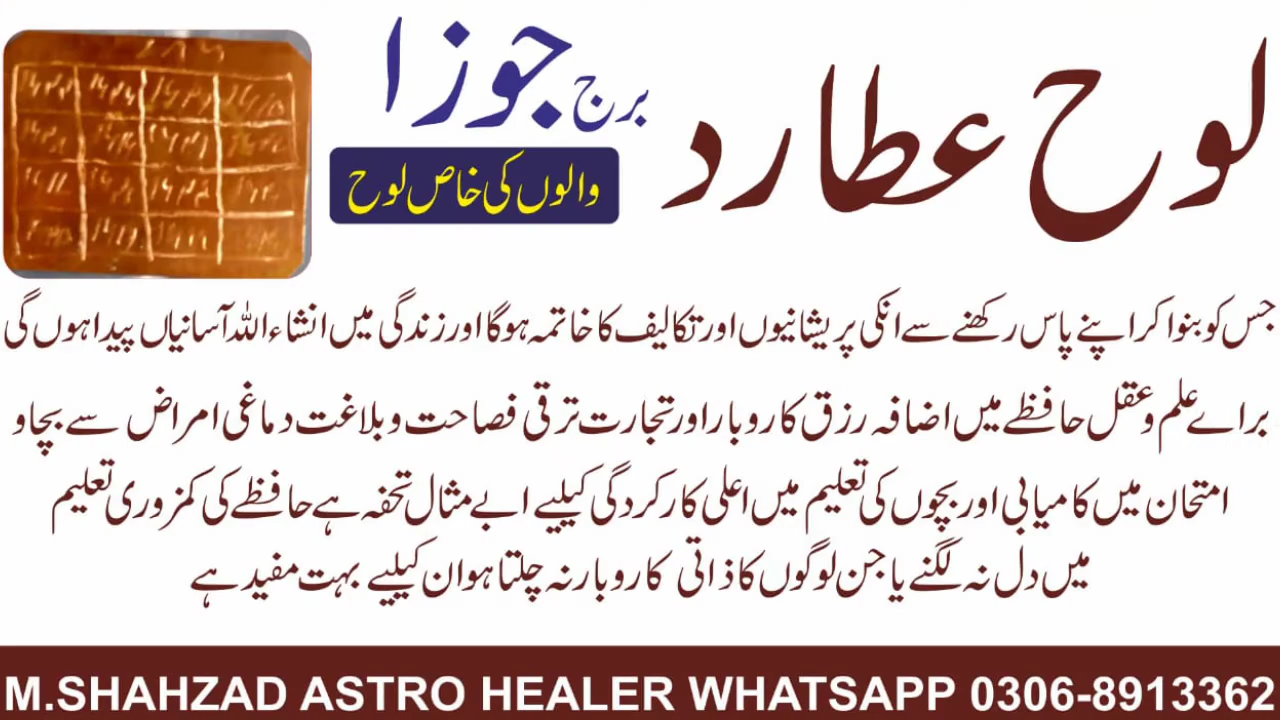 لوح عطارد
برج جوزا
والوں کی خاص لوح
جس کو بنوا کر اپنے پاس رکھنے سے انکی پریشانیوں اور تکالیف کا خاتمہ ہوگا اور زندگی میں انشاء اللہ آسانیاں پیدا ہوں گی
براے علم و عقل حافظے میں اضافہ رزق کاروبار اور تجارت ترقی فصاحت و بلاغت دماغی امراض سے بچاو
امتحان میں کامیابی اور بچوں کی تعلیم میں اعلی کارکردگی کیلیے ابے مثال تحفہ ہے حافظے کی کمزوری تعلیم
میں دل نہ لگنے یا جن لوگوں کا ذاتی کاروبار نہ چلتا ہو ان کیلیے بہت مفید ہے
M.SHAHZAD ASTRO HEALER WHATSAPP 0306-8913362